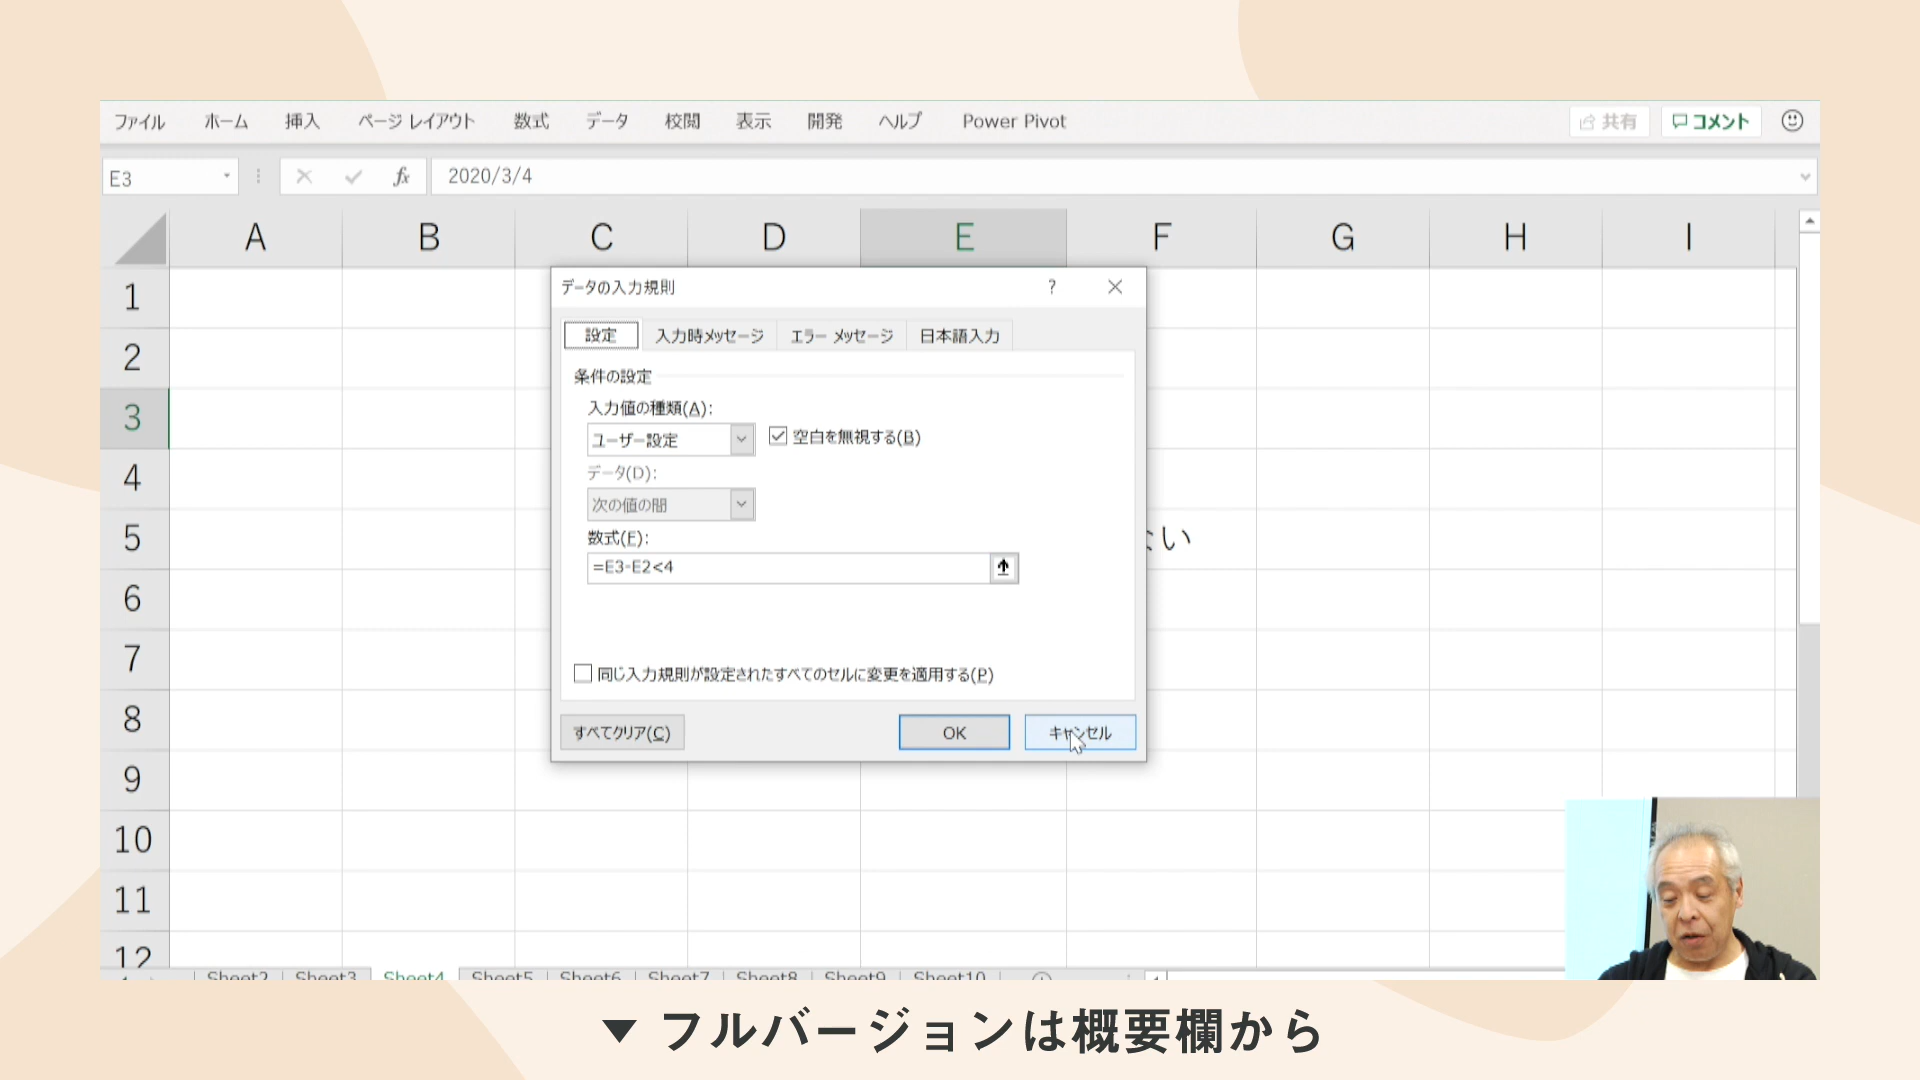 ファイル ホーム 挿入 ページ レイアウト 数式 データ 校閲 表示 開発 ヘルプ Power Pivot 共有 コメント
E3 fx 2020/3/4
A B C D E F G H I
データの入力規則 ?
設定 入力時メッセージ エラー メッセージ 日本語入力
条件の設定
入力値の種類(A):
ユーザー設定 空白を無視する(B)
データ(D):
次の値の間
数式(F):
=E3-E2<4
同じ入力規則が設定されたすべてのセルに変更を適用する(P)
すべてクリア(C) OK キャンセル
1
2
3
4
5 ない
6
7
8
9
10
11
12
Sheet2 Sheet3 Sheet4 Sheet5 Sheet6 Sheet7 Sheet8 Sheet9 Sheet10
▼ フルバージョンは概要欄から